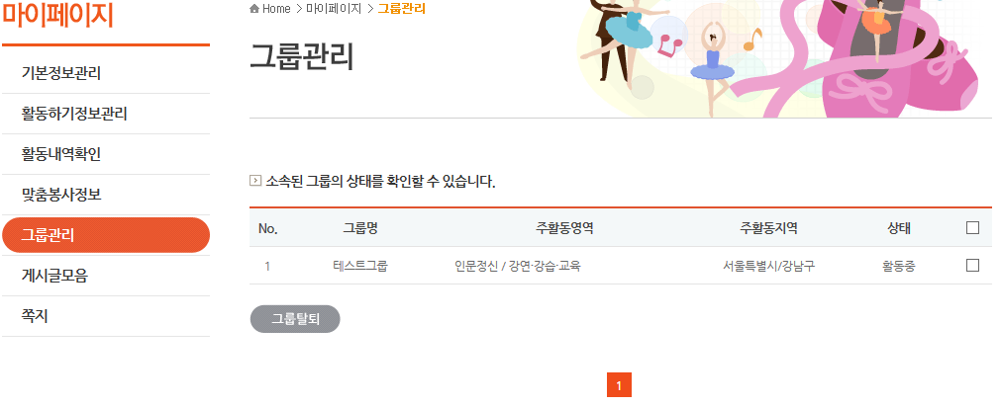 마이페이지
기본정보관리
활동하기정보관리
활동내역확인
맞춤봉사정보
그룹관리
게시글모음
쪽지
Home > 마이페이지 > 그룹관리
그룹관리
소속된 그룹의 상태를 확인할 수 있습니다.
No. 그룹명 주활동영역 주활동지역 상태
1 테스트그룹 인문정신 / 강연·강습·교육 서울특별시/강남구 활동중
그룹탈퇴
1